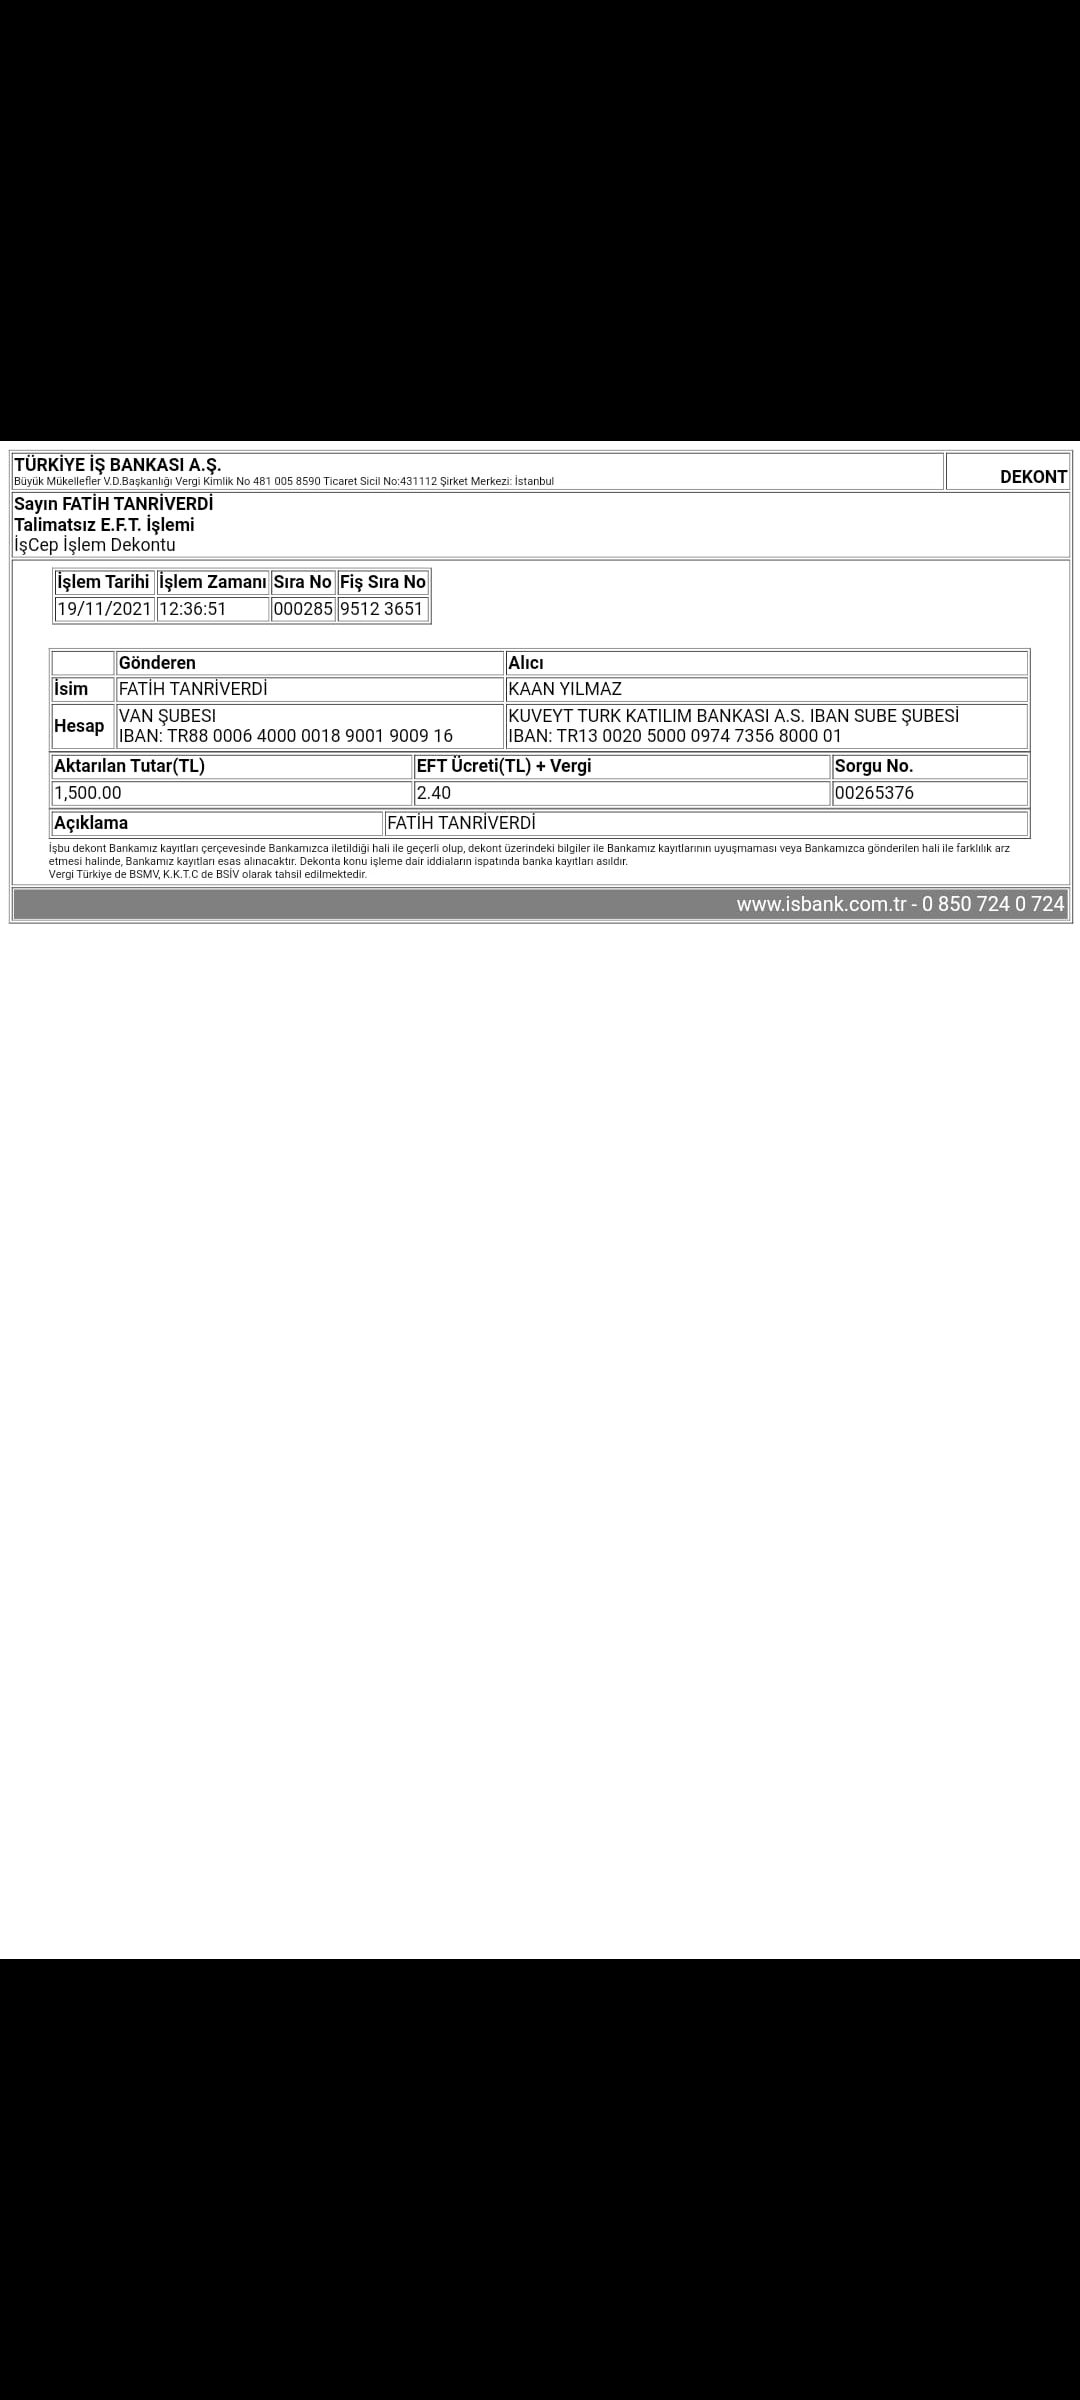 TÜRKİYE İŞ BANKASI A.Ş.
Büyük Mükellefler V.D.Başkanlığı Vergi Kimlik No 481 005 8590 Ticaret Sicil No:431112 Şirket Merkezi: İstanbul
DEKONT
Sayın FATİH TANRİVERDİ
Talimatsız E.F.T. İşlemi
İşCep İşlem Dekontu
İşlem Tarihi İşlem Zamanı Sıra No Fiş Sıra No
19/11/2021 12:36:51 000285 9512 3651
Gönderen Alıcı
İsim FATİH TANRİVERDİ KAAN YILMAZ
Hesap VAN ŞUBESI KUVEYT TURK KATILIM BANKASI A.S. IBAN SUBE ŞUBESİ
IBAN: TR88 0006 4000 0018 9001 9009 16 IBAN: TR13 0020 5000 0974 7356 8000 01
Aktarılan Tutar(TL) EFT Ücreti(TL) + Vergi Sorgu No.
1,500.00 2.40 00265376
Açıklama FATİH TANRİVERDİ
İşbu dekont Bankamız kayıtları çerçevesinde Bankamızca iletildiği hali ile geçerli olup, dekont üzerindeki bilgiler ile Bankamız kayıtlarının uyuşmaması veya Bankamızca gönderilen hali ile farklılık arz
etmesi halinde, Bankamız kayıtları esas alınacaktır. Dekonta konu işleme dair iddiaların ispatında banka kayıtları asıldır.
Vergi Türkiye de BSMV, K.K.T.C de BSİV olarak tahsil edilmektedir.
www.isbank.com.tr - 0 850 724 0 724